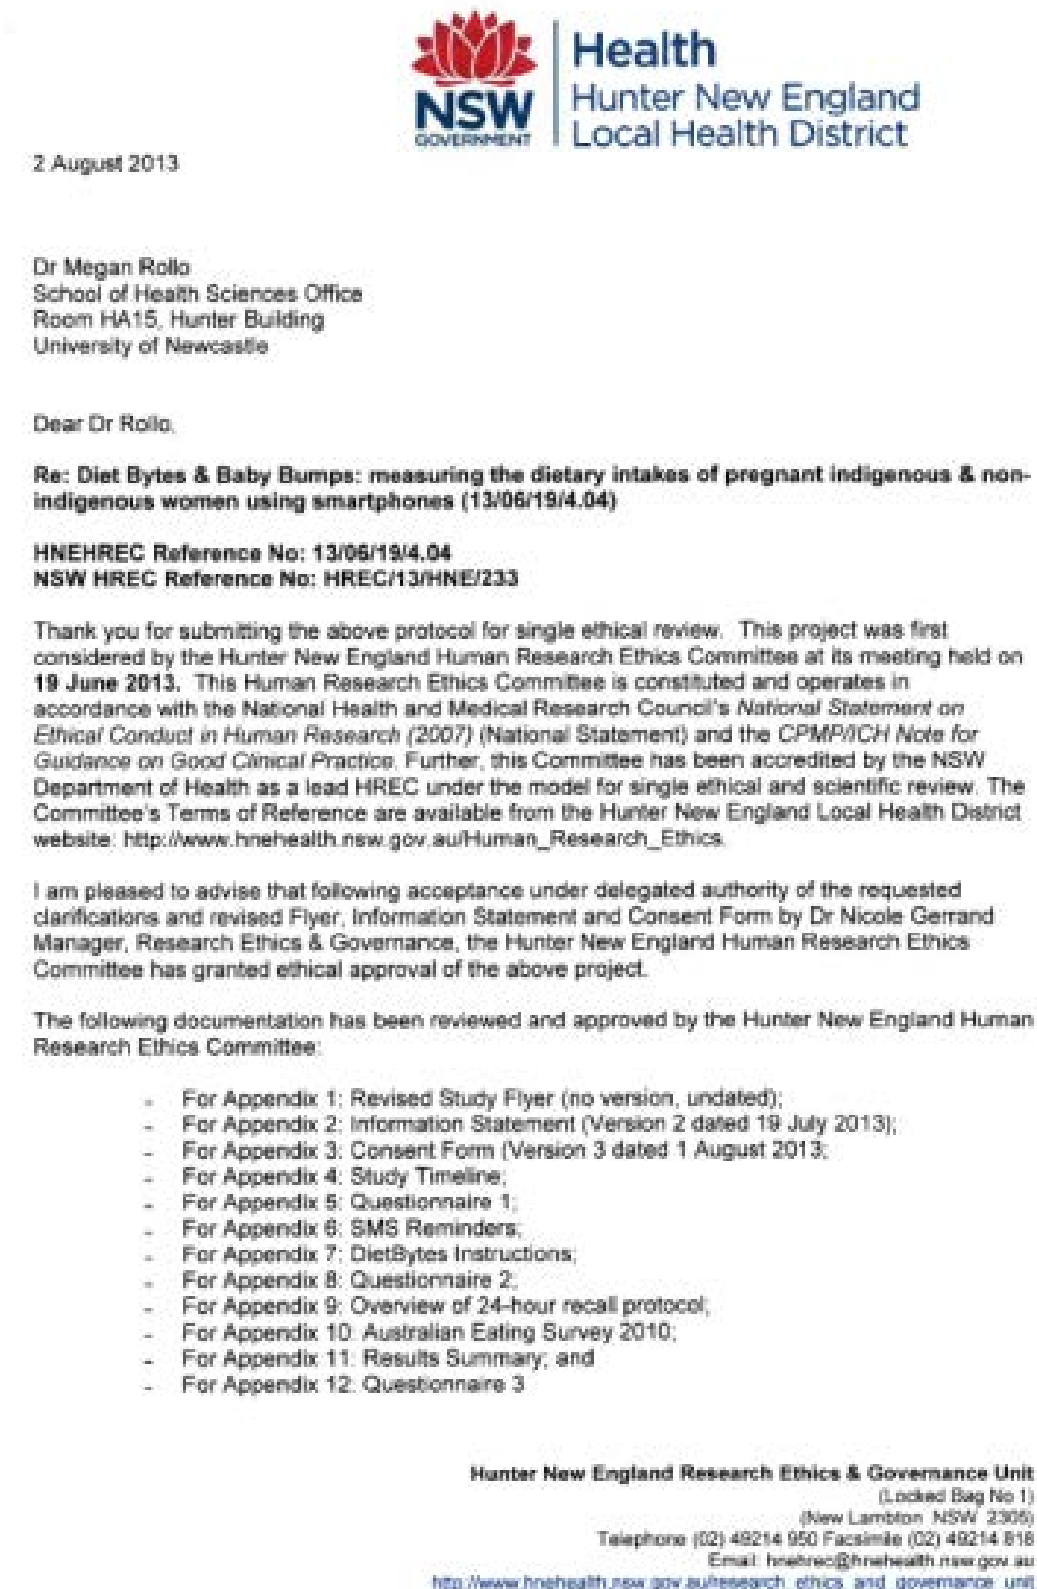 Health
NSW
GOVERNMENT
Hunter New England
Local Health District
2 August 2013
Dr Megan Rollo
School of Health Sciences Office
Room HA15, Hunter Building
University of Newcastle
Dear Dr Rollo,
Re: Diet Bytes & Baby Bumps: measuring the dietary intakes of pregnant indigenous & non-
indigenous women using smartphones (13/06/19/4.04)
HNEHREC Reference No: 13/06/19/4.04
NSW HREC Reference No: HREC/13/HNE/233
Thank you for submitting the above protocol for single ethical review. This project was first
considered by the Hunter New England Human Research Ethics Committee at its meeting held on
19 June 2013. This Human Research Ethics Committee is constituted and operates in
accordance with the National Health and Medical Research Council's National Statement on
Ethical Conduct in Human Research (2007) (National Statement) and the CPMP/ICH Note for
Guidance on Good Clinical Practice. Further, this Committee has been accredited by the NSW
Department of Health as a lead HREC under the model for single ethical and scientific review. The
Committee's Terms of Reference are available from the Hunter New England Local Health District
website: http://www.hnehealth.nsw.gov.au/Human_Research_Ethics.
I am pleased to advise that following acceptance under delegated authority of the requested
clarifications and revised Flyer, Information Statement and Consent Form by Dr Nicole Gerrand
Manager, Research Ethics & Governance, the Hunter New England Human Research Ethics
Committee has granted ethical approval of the above project.
The following documentation has been reviewed and approved by the Hunter New England Human
Research Ethics Committee:
- For Appendix 1: Revised Study Flyer (no version, undated);
- For Appendix 2: Information Statement (Version 2 dated 19 July 2013);
- For Appendix 3: Consent Form (Version 3 dated 1 August 2013;
- For Appendix 4: Study Timeline;
- For Appendix 5: Questionnaire 1;
- For Appendix 6: SMS Reminders;
- For Appendix 7: DietBytes Instructions;
- For Appendix 8: Questionnaire 2;
- For Appendix 9: Overview of 24-hour recall protocol;
- For Appendix 10: Australian Eating Survey 2010;
- For Appendix 11: Results Summary; and
- For Appendix 12: Questionnaire 3
Hunter New England Research Ethics & Governance Unit
(Locked Bag No 1)
(New Lambton NSW 2305)
Telephone (02) 49214 950 Facsimile (02) 49214 818
Email: hnehrec@hnehealth.nsw.gov.au
http://www.hnehealth.nsw.gov.au/research_ethics_and_governance_unit